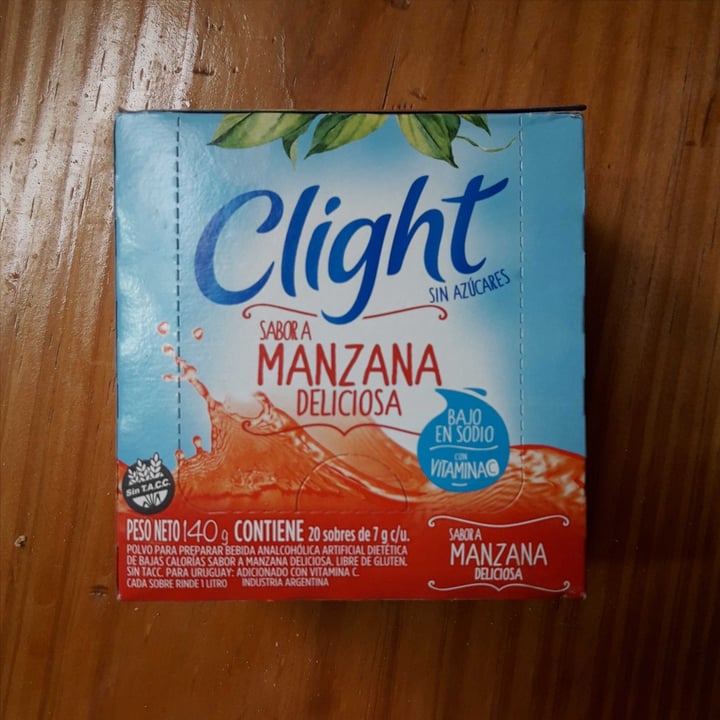 Clight
SIN AZÚCARES
SABOR A
MANZANA
DELICIOSA
BAJO
EN SODIO
CON
VITAMINA C
Sin T.A.C.C.
PESO NETO 140 g CONTIENE 20 sobres de 7 g c/u.
POLVO PARA PREPARAR BEBIDA ANALCOHÓLICA ARTIFICIAL DIETÉTICA
DE BAJAS CALORÍAS SABOR A MANZANA DELICIOSA. LIBRE DE GLUTEN.
SIN TACC. PARA URUGUAY: ADICIONADO CON VITAMINA C.
CADA SOBRE RINDE 1 LITRO INDUSTRIA ARGENTINA
SABOR A
MANZANA
DELICIOSA